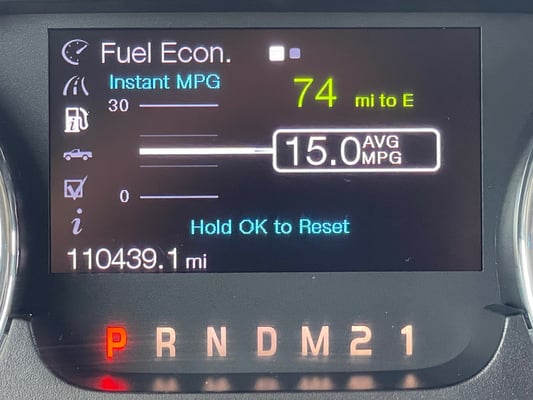 Fuel Econ.
Instant MPG
30
74 mi to E
15.0 AVG MPG
0
Hold OK to Reset
110439.1 mi
P R N D M 2 1